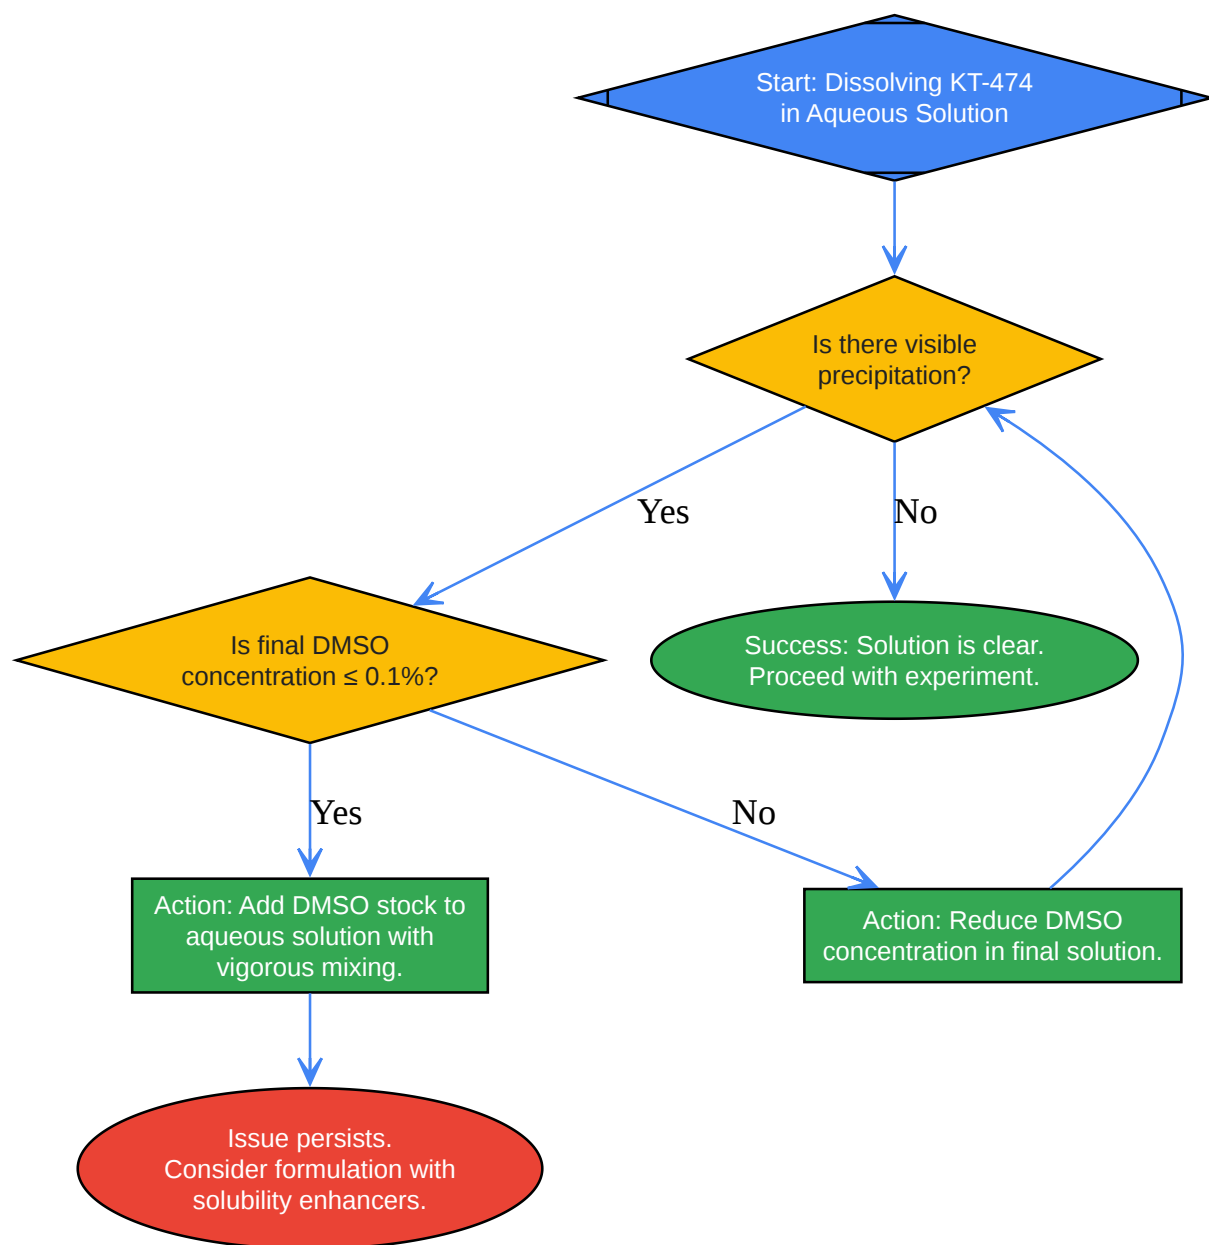 Start: Dissolving KT-474
in Aqueous Solution
Is there visible
precipitation?
Yes
No
Is final DMSO
concentration ≤ 0.1%?
Success: Solution is clear.
Proceed with experiment.
Yes
No
Action: Add DMSO stock to
aqueous solution with
vigorous mixing.
Action: Reduce DMSO
concentration in final solution.
Issue persists.
Consider formulation with
solubility enhancers.